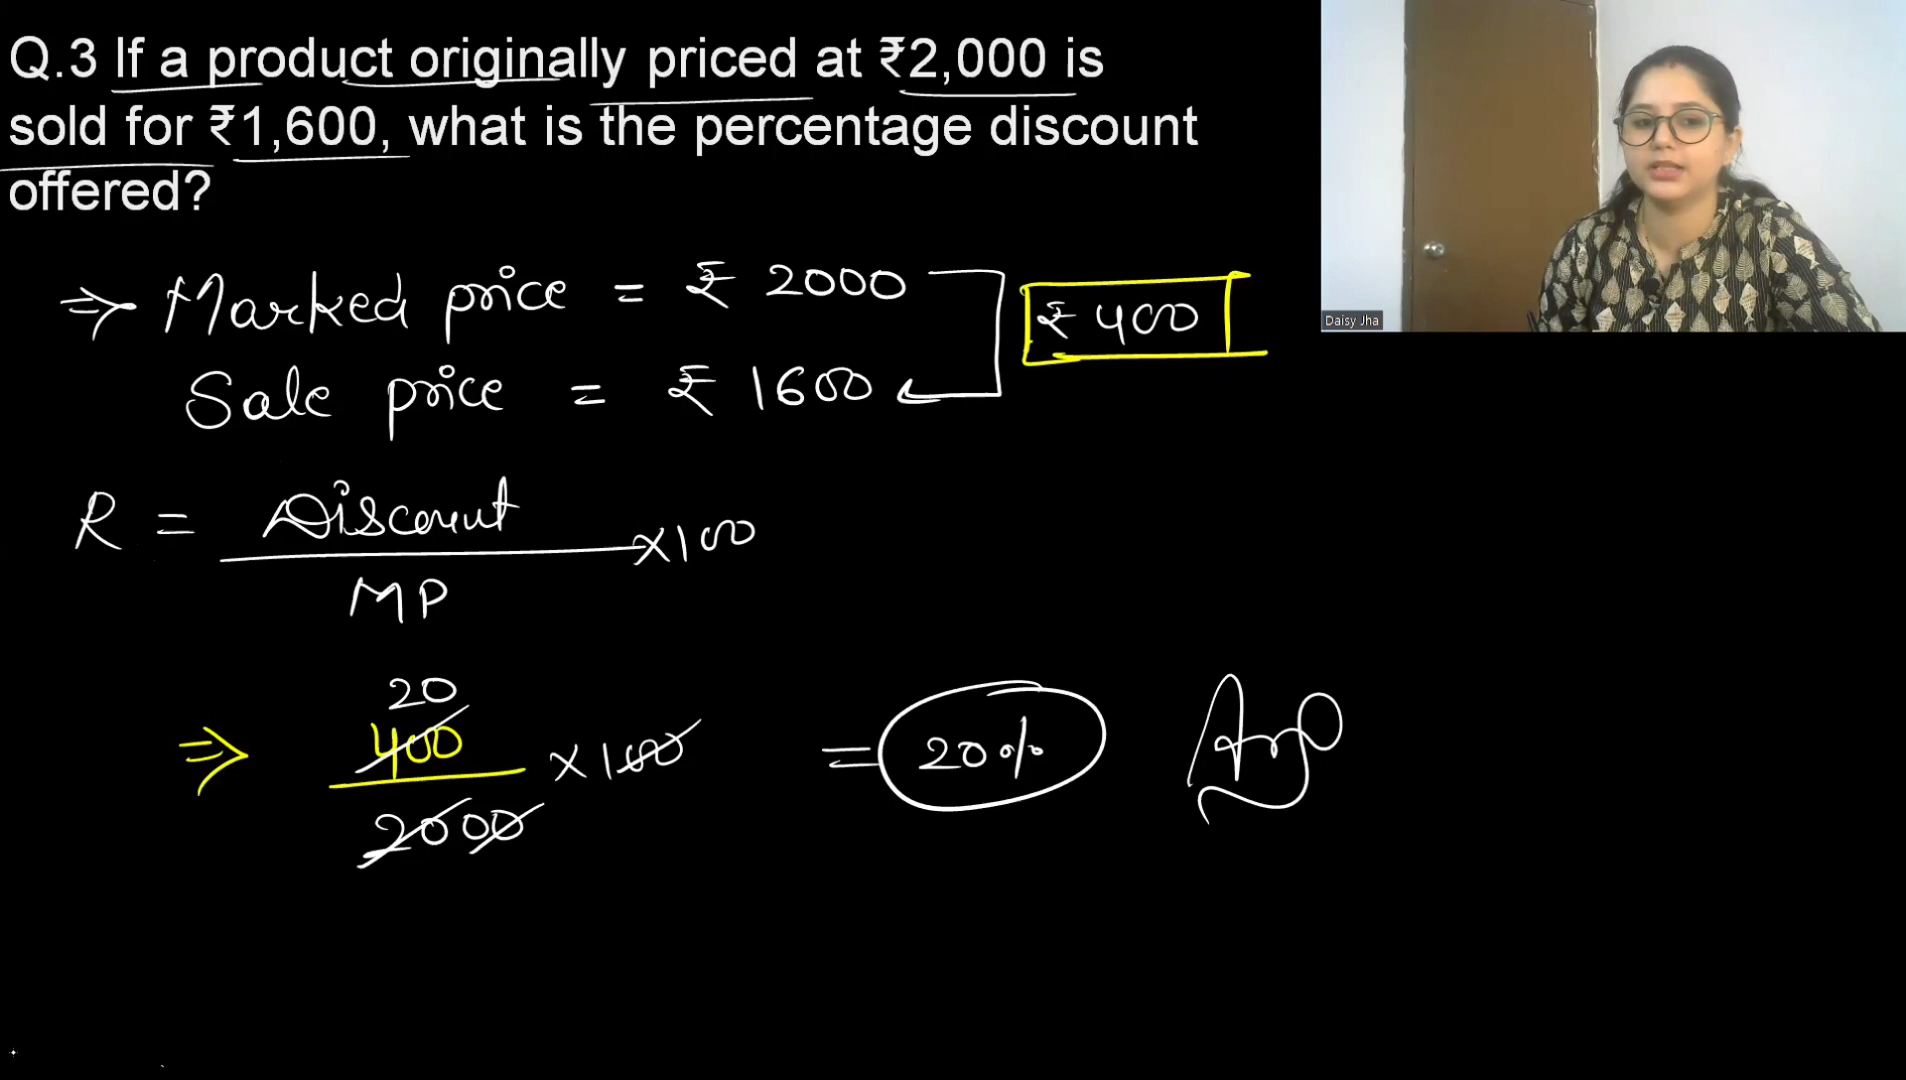 Q.3 If a product originally priced at ₹2,000 is
sold for ₹1,600, what is the percentage discount
offered?
Daisy Jha
⇒ Marked price = ₹ 2000
₹ 400
Sale price = ₹ 1600
R = Discount / MP ×100
20
⇒ 400 / 2000 × 100 = 20% Ans